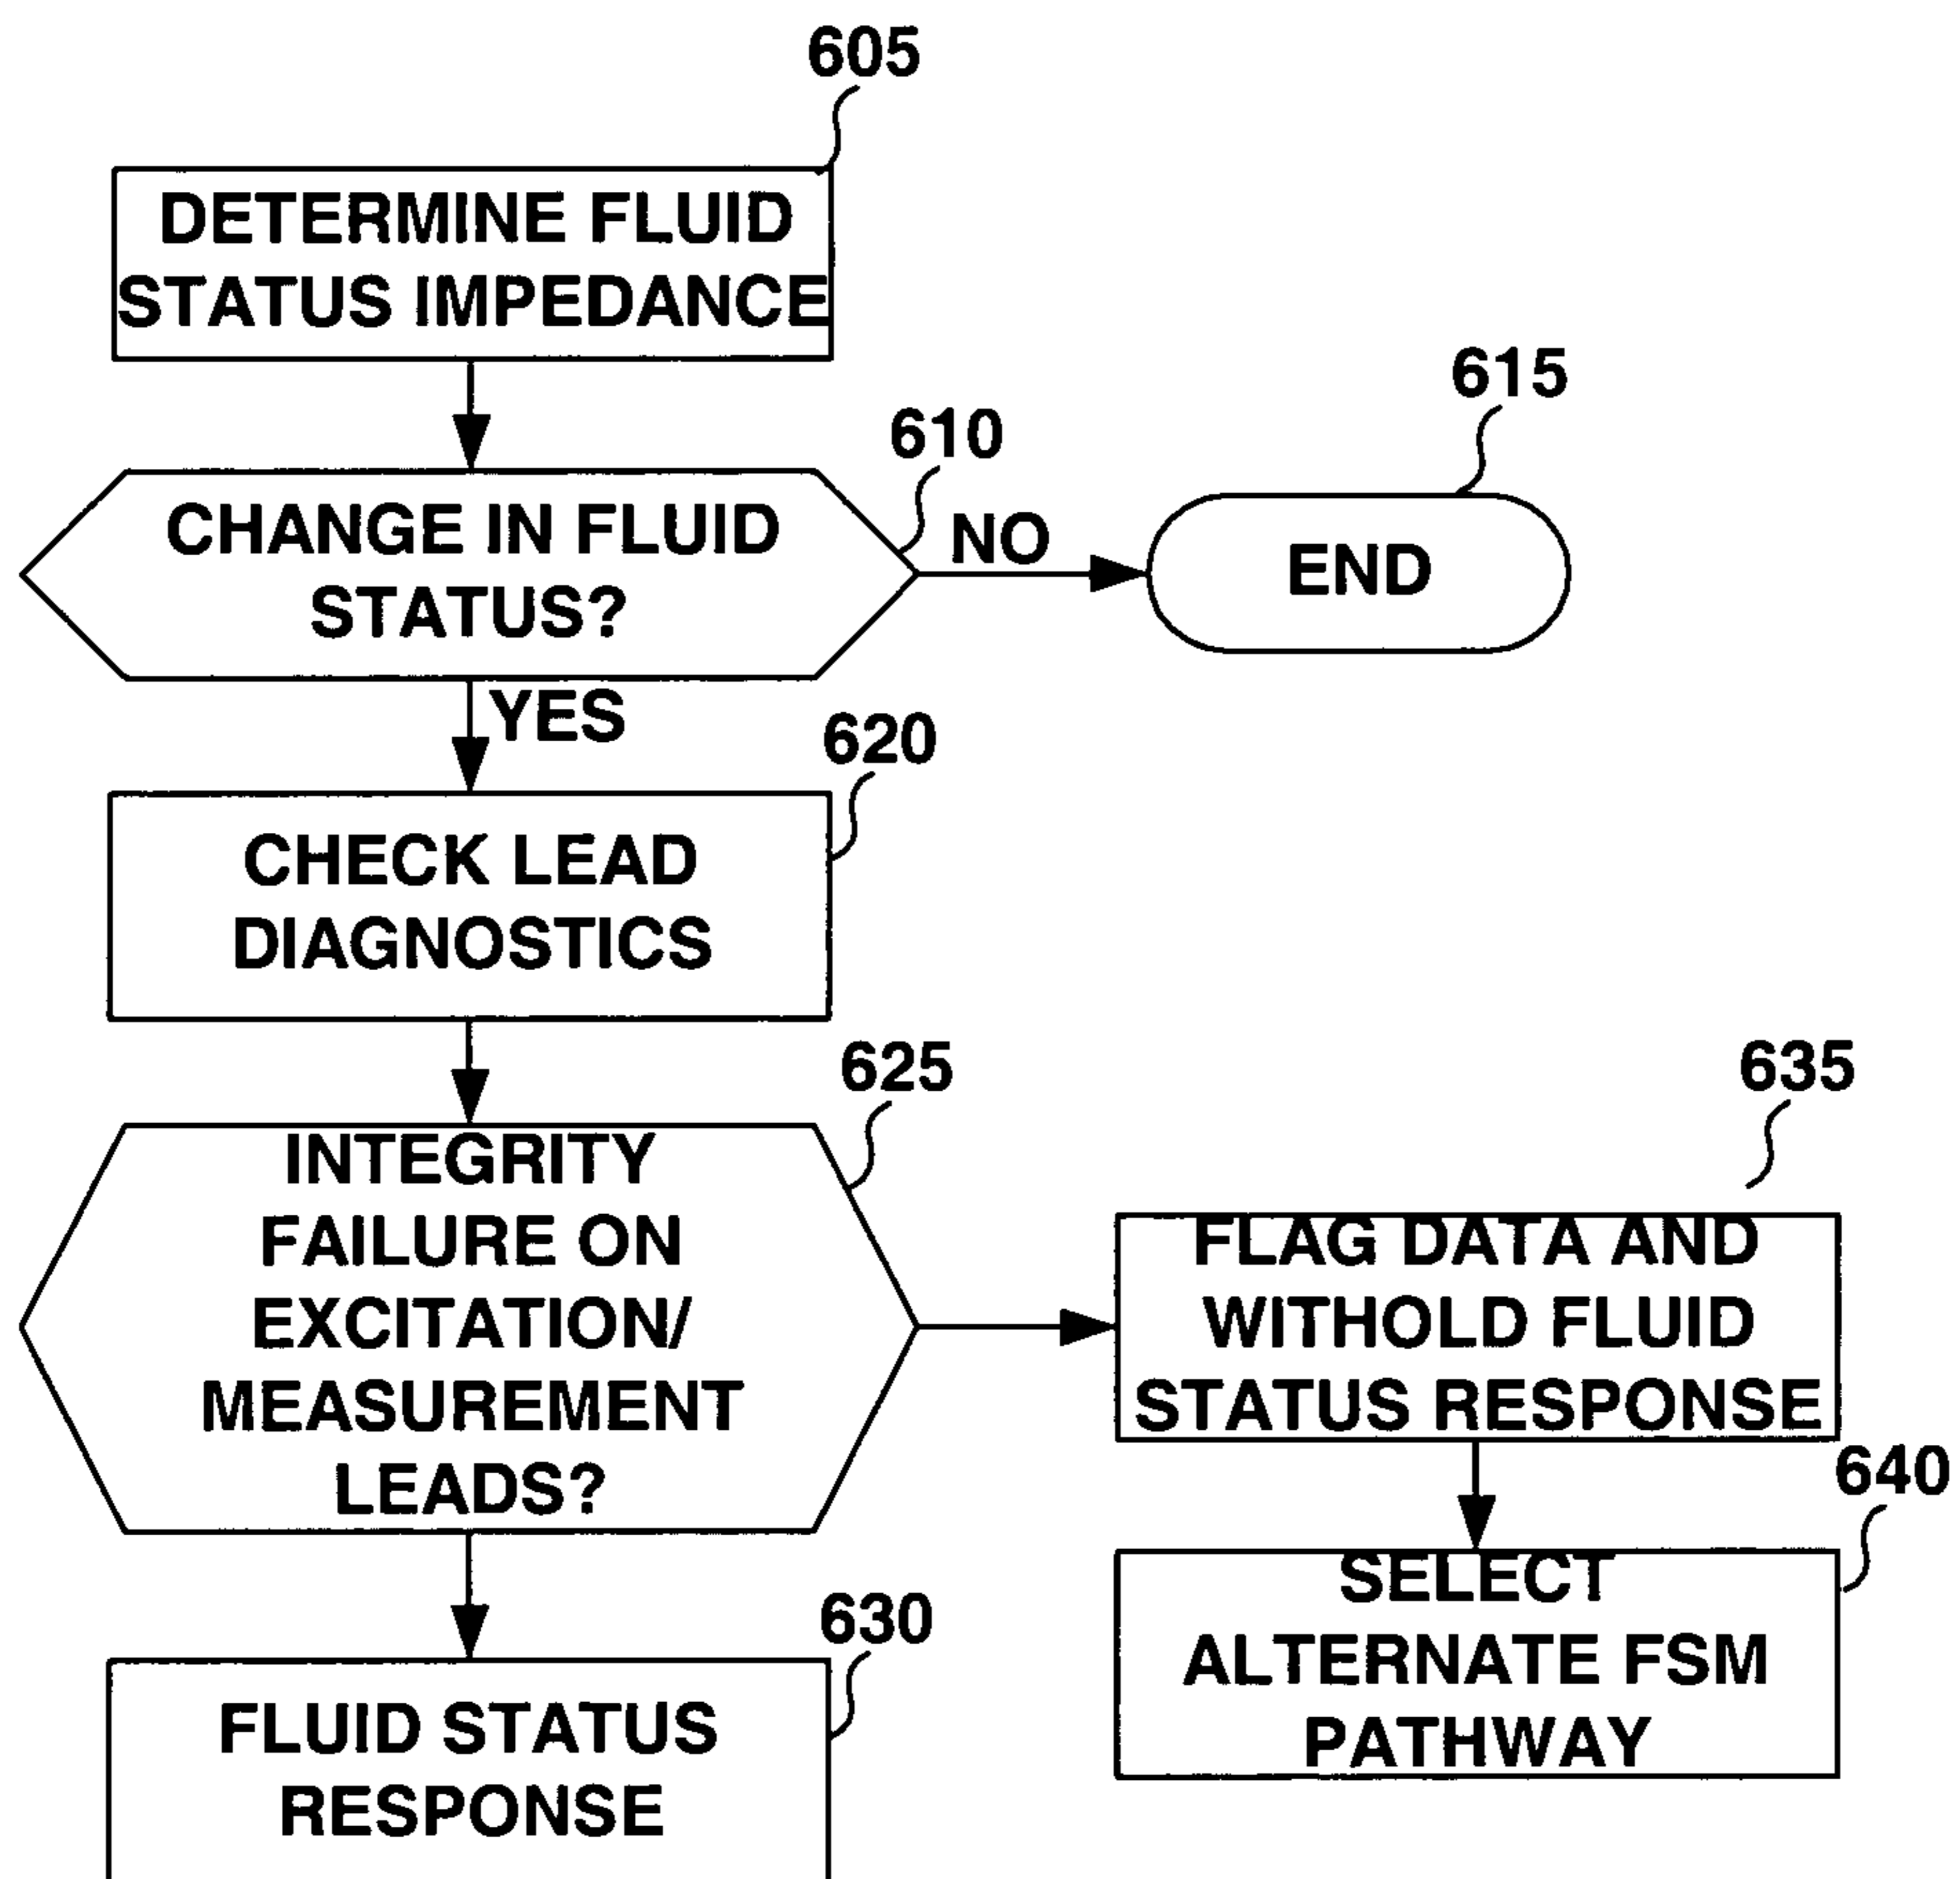 605
DETERMINE FLUID
STATUS IMPEDANCE
610
615
CHANGE IN FLUID
STATUS?
NO
END
YES
620
CHECK LEAD
DIAGNOSTICS
625
635
INTEGRITY
FAILURE ON
EXCITATION/
MEASUREMENT
LEADS?
FLAG DATA AND
WITHOLD FLUID
STATUS RESPONSE
640
SELECT
ALTERNATE FSM
PATHWAY
630
FLUID STATUS
RESPONSE